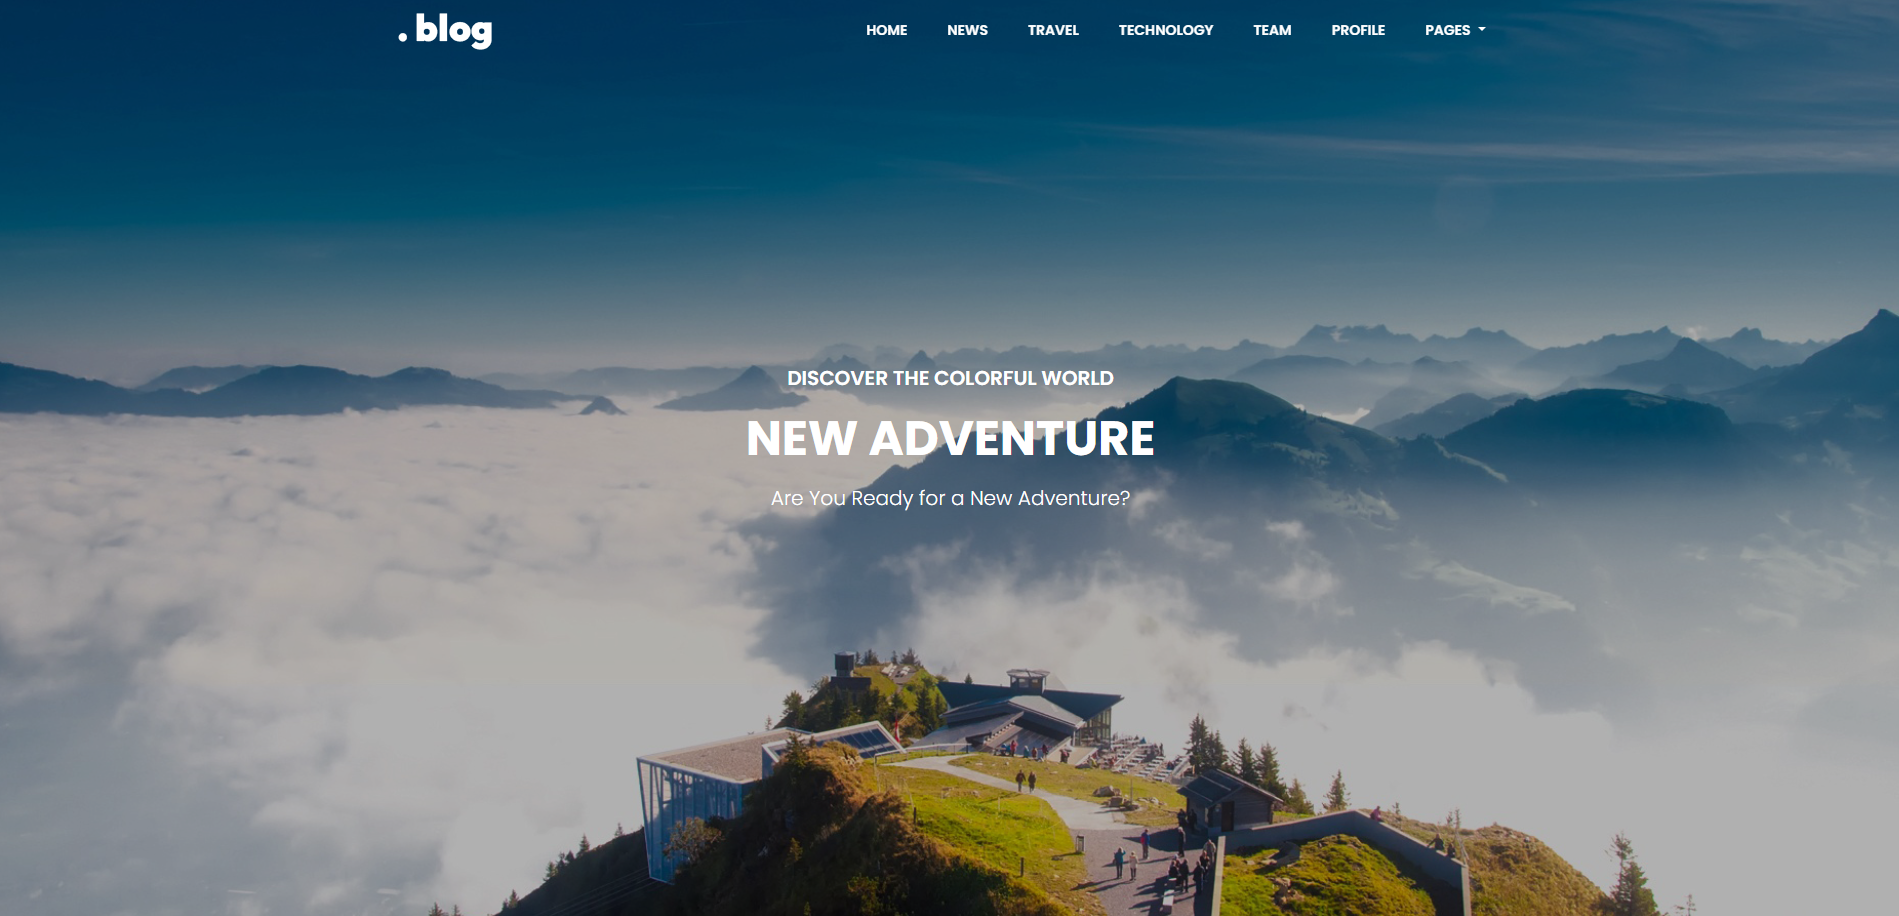 . blog
HOME NEWS TRAVEL TECHNOLOGY TEAM PROFILE PAGES
DISCOVER THE COLORFUL WORLD
NEW ADVENTURE
Are You Ready for a New Adventure?